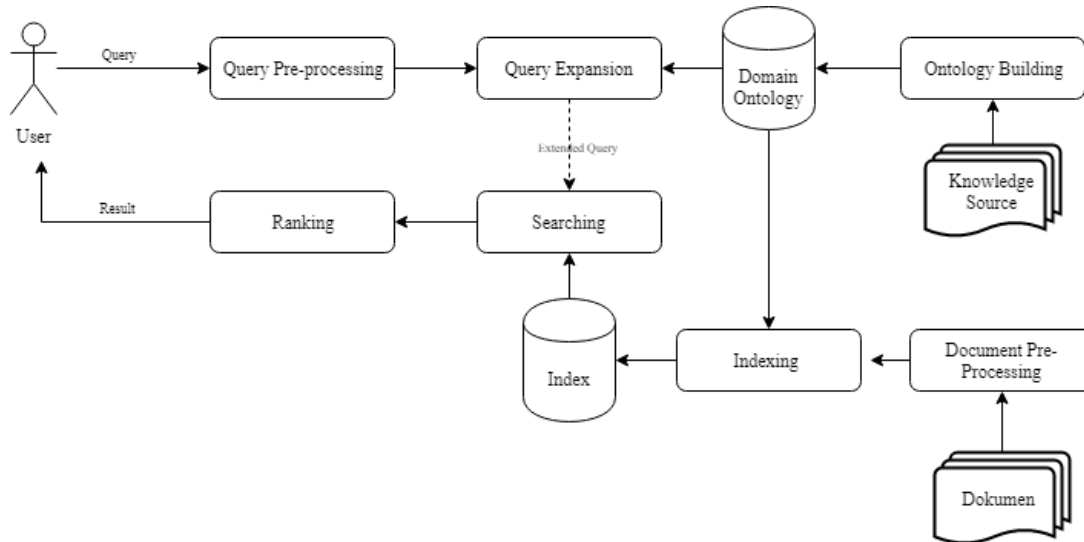 Query
Query Pre-processing
Query Expansion
Domain
Ontology
Ontology Building
User
Extended Query
Knowledge
Source
Result
Ranking
Searching
Index
Indexing
Document Pre-
Processing
Dokumen